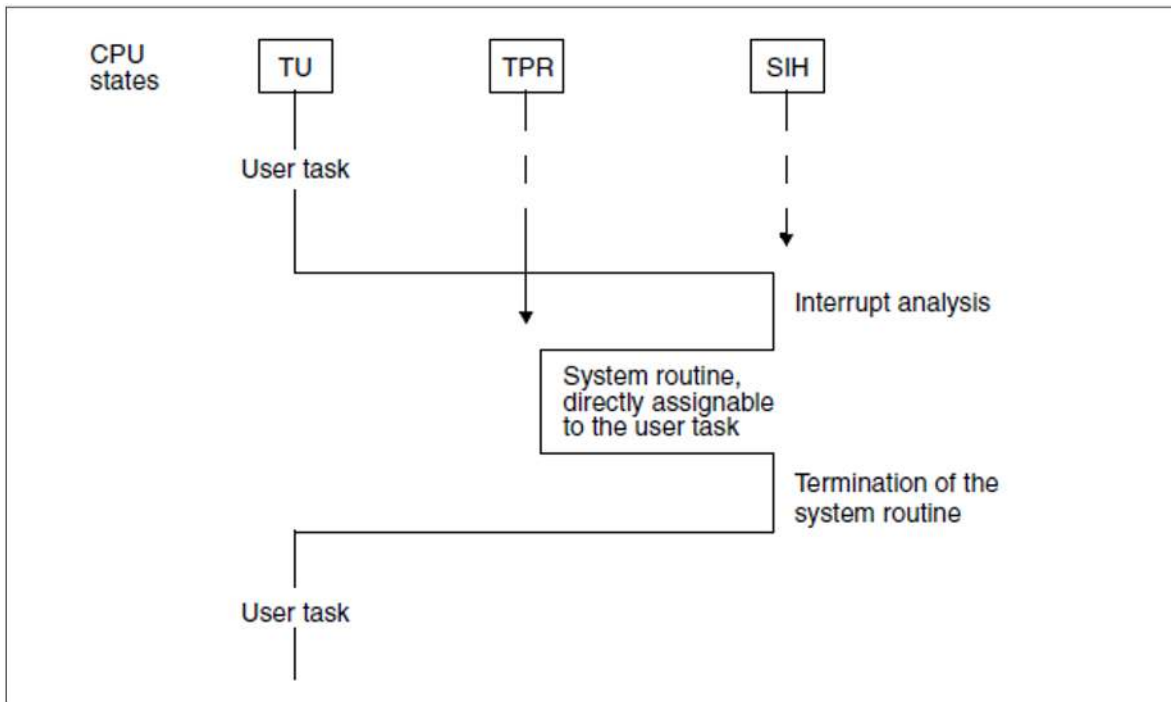 CPU
states
TU
TPR
SIH
User task
Interrupt analysis
System routine,
directly assignable
to the user task
Termination of the
system routine
User task